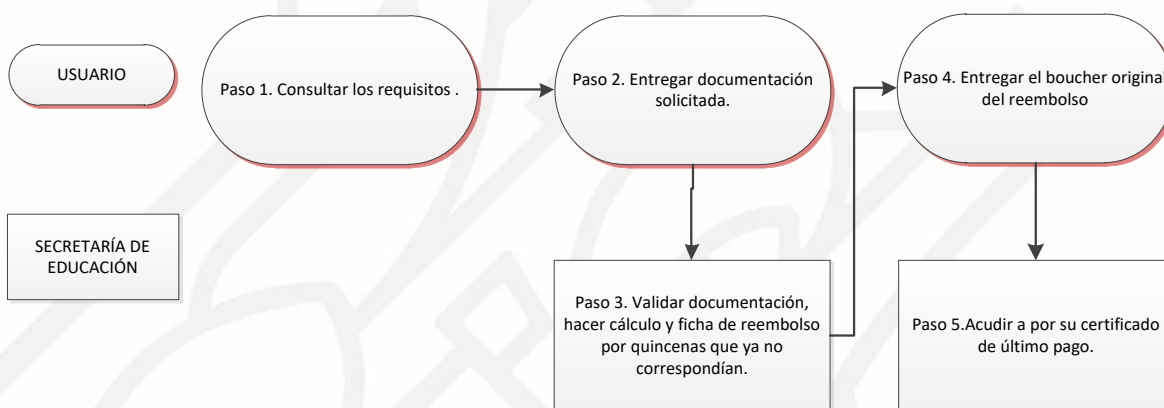 USUARIO
Paso 1. Consultar los requisitos .
Paso 2. Entregar documentación
solicitada.
Paso 4. Entregar el boucher original
del reembolso
SECRETARÍA DE
EDUCACIÓN
Paso 3. Validar documentación,
hacer cálculo y ficha de reembolso
por quincenas que ya no
correspondían.
Paso 5.Acudir a por su certificado
de último pago.